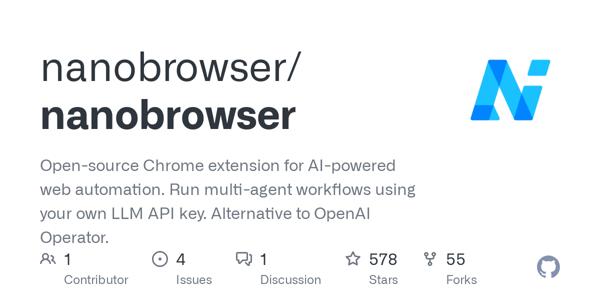 nanobrowser/
nanobrowser
Open-source Chrome extension for AI-powered
web automation. Run multi-agent workflows using
your own LLM API key. Alternative to OpenAI
Operator.
1 4 1 578 55
Contributor Issues Discussion Stars Forks